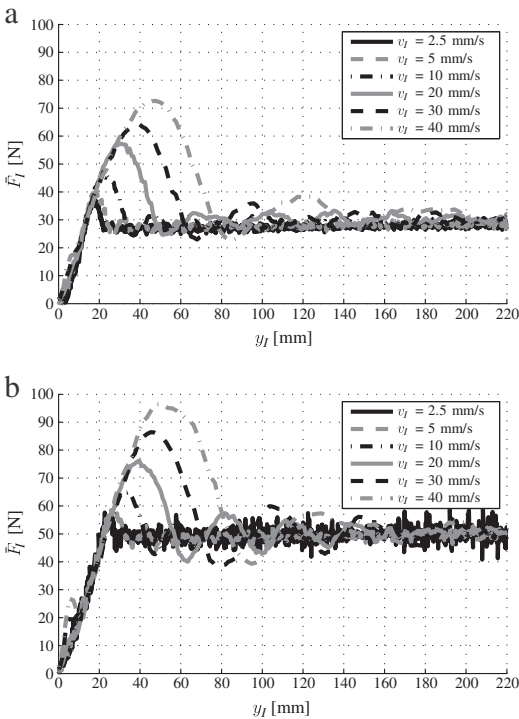 a
100
90
80
70
60
50
40
30
20
10
0
F̄_I [N]
v_I = 2.5 mm/s
v_I = 5 mm/s
v_I = 10 mm/s
v_I = 20 mm/s
v_I = 30 mm/s
v_I = 40 mm/s
0 20 40 60 80 100 120 140 160 180 200 220
y_I [mm]
b
100
90
80
70
60
50
40
30
20
10
0
F̄_I [N]
v_I = 2.5 mm/s
v_I = 5 mm/s
v_I = 10 mm/s
v_I = 20 mm/s
v_I = 30 mm/s
v_I = 40 mm/s
0 20 40 60 80 100 120 140 160 180 200 220
y_I [mm]